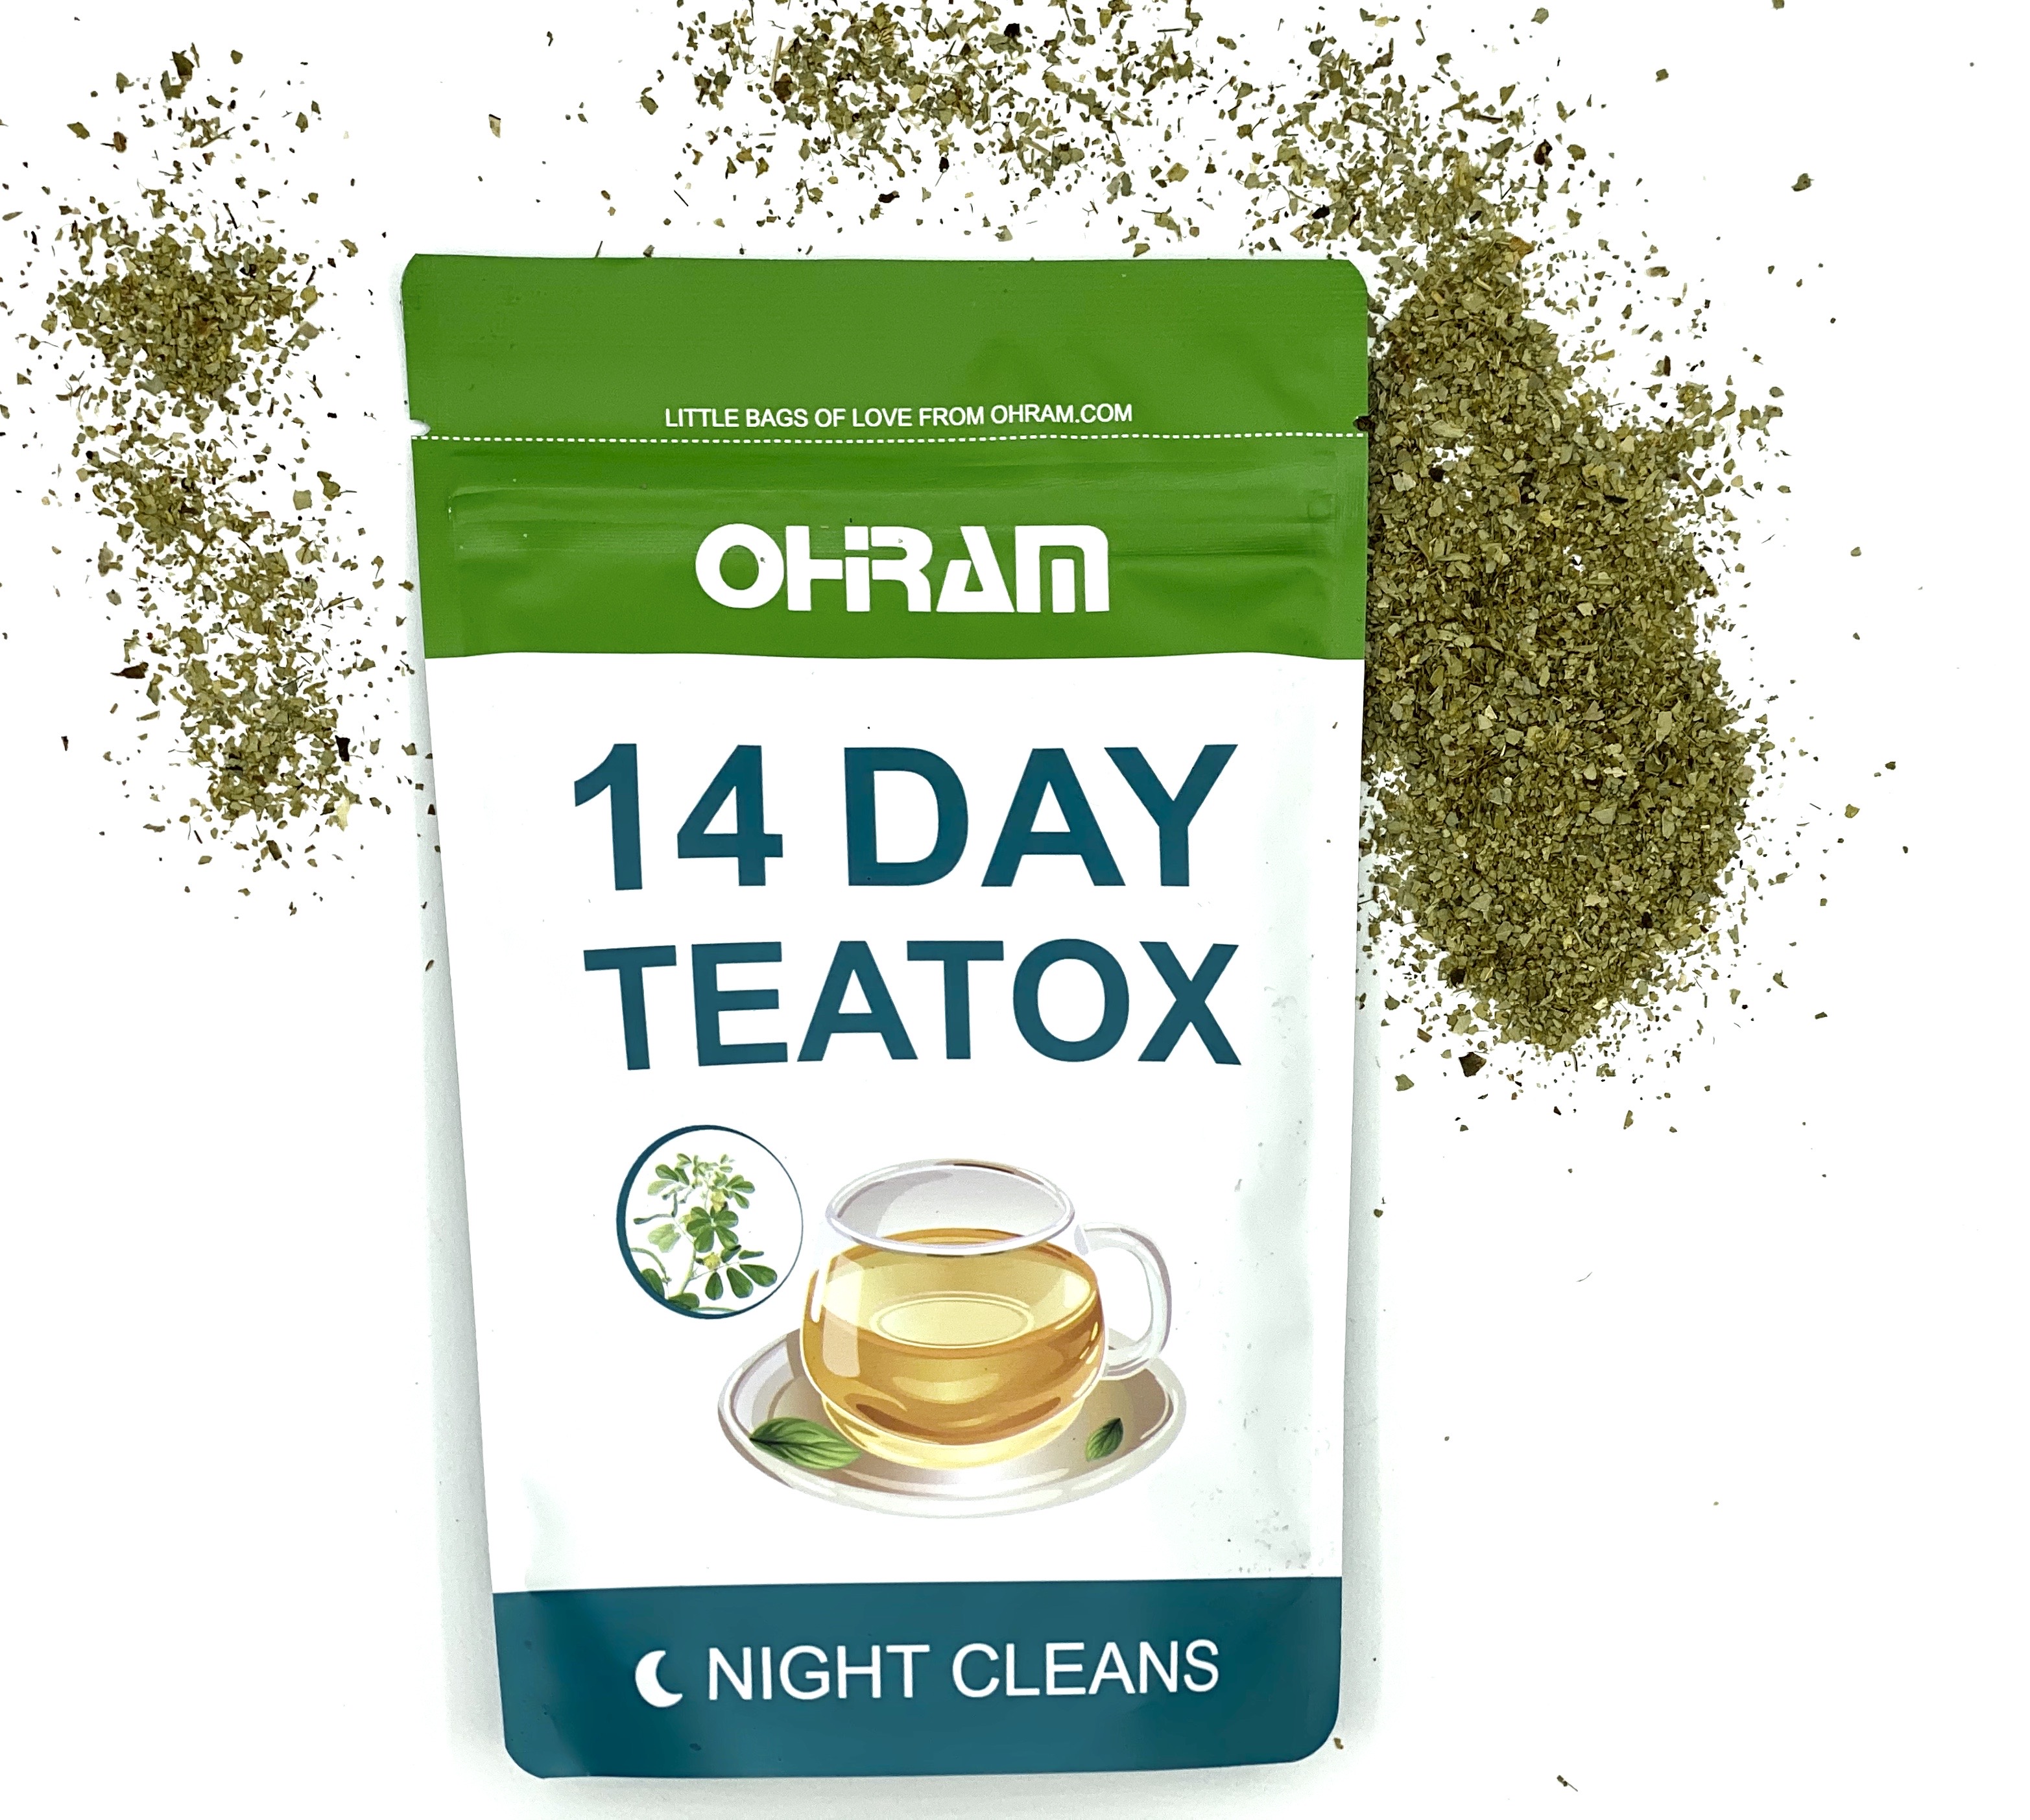 LITTLE BAGS OF LOVE FROM OHRAM.COM
OHRAM
14 DAY
TEATOX
NIGHT CLEANS